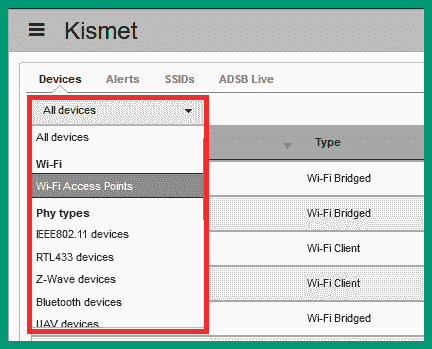 Kismet
Devices Alerts SSIDs ADSB Live
All devices
All devices
Wi-Fi
Wi-Fi Access Points
Phy types
IEEE802.11 devices
RTL433 devices
Z-Wave devices
Bluetooth devices
UAV devices
Type
Wi-Fi Bridged
Wi-Fi Bridged
Wi-Fi Client
Wi-Fi Client
Wi-Fi Bridged